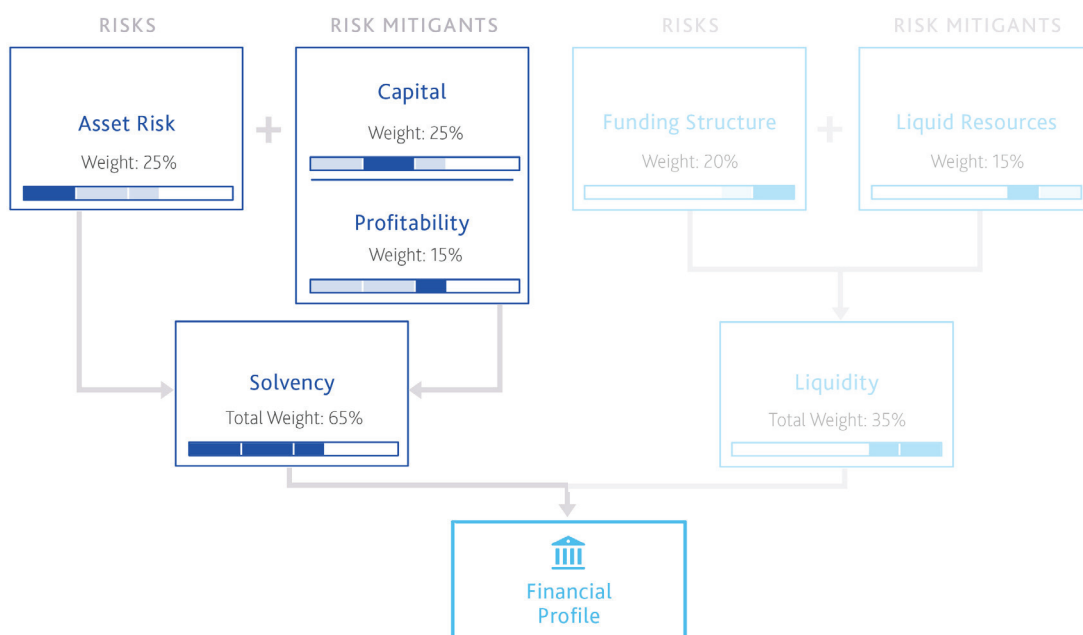 RISKS
RISK MITIGANTS
RISKS
RISK MITIGANTS
Asset Risk
Weight: 25%
Capital
Weight: 25%
Profitability
Weight: 15%
Funding Structure
Weight: 20%
Liquid Resources
Weight: 15%
Solvency
Total Weight: 65%
Liquidity
Total Weight: 35%
Financial
Profile